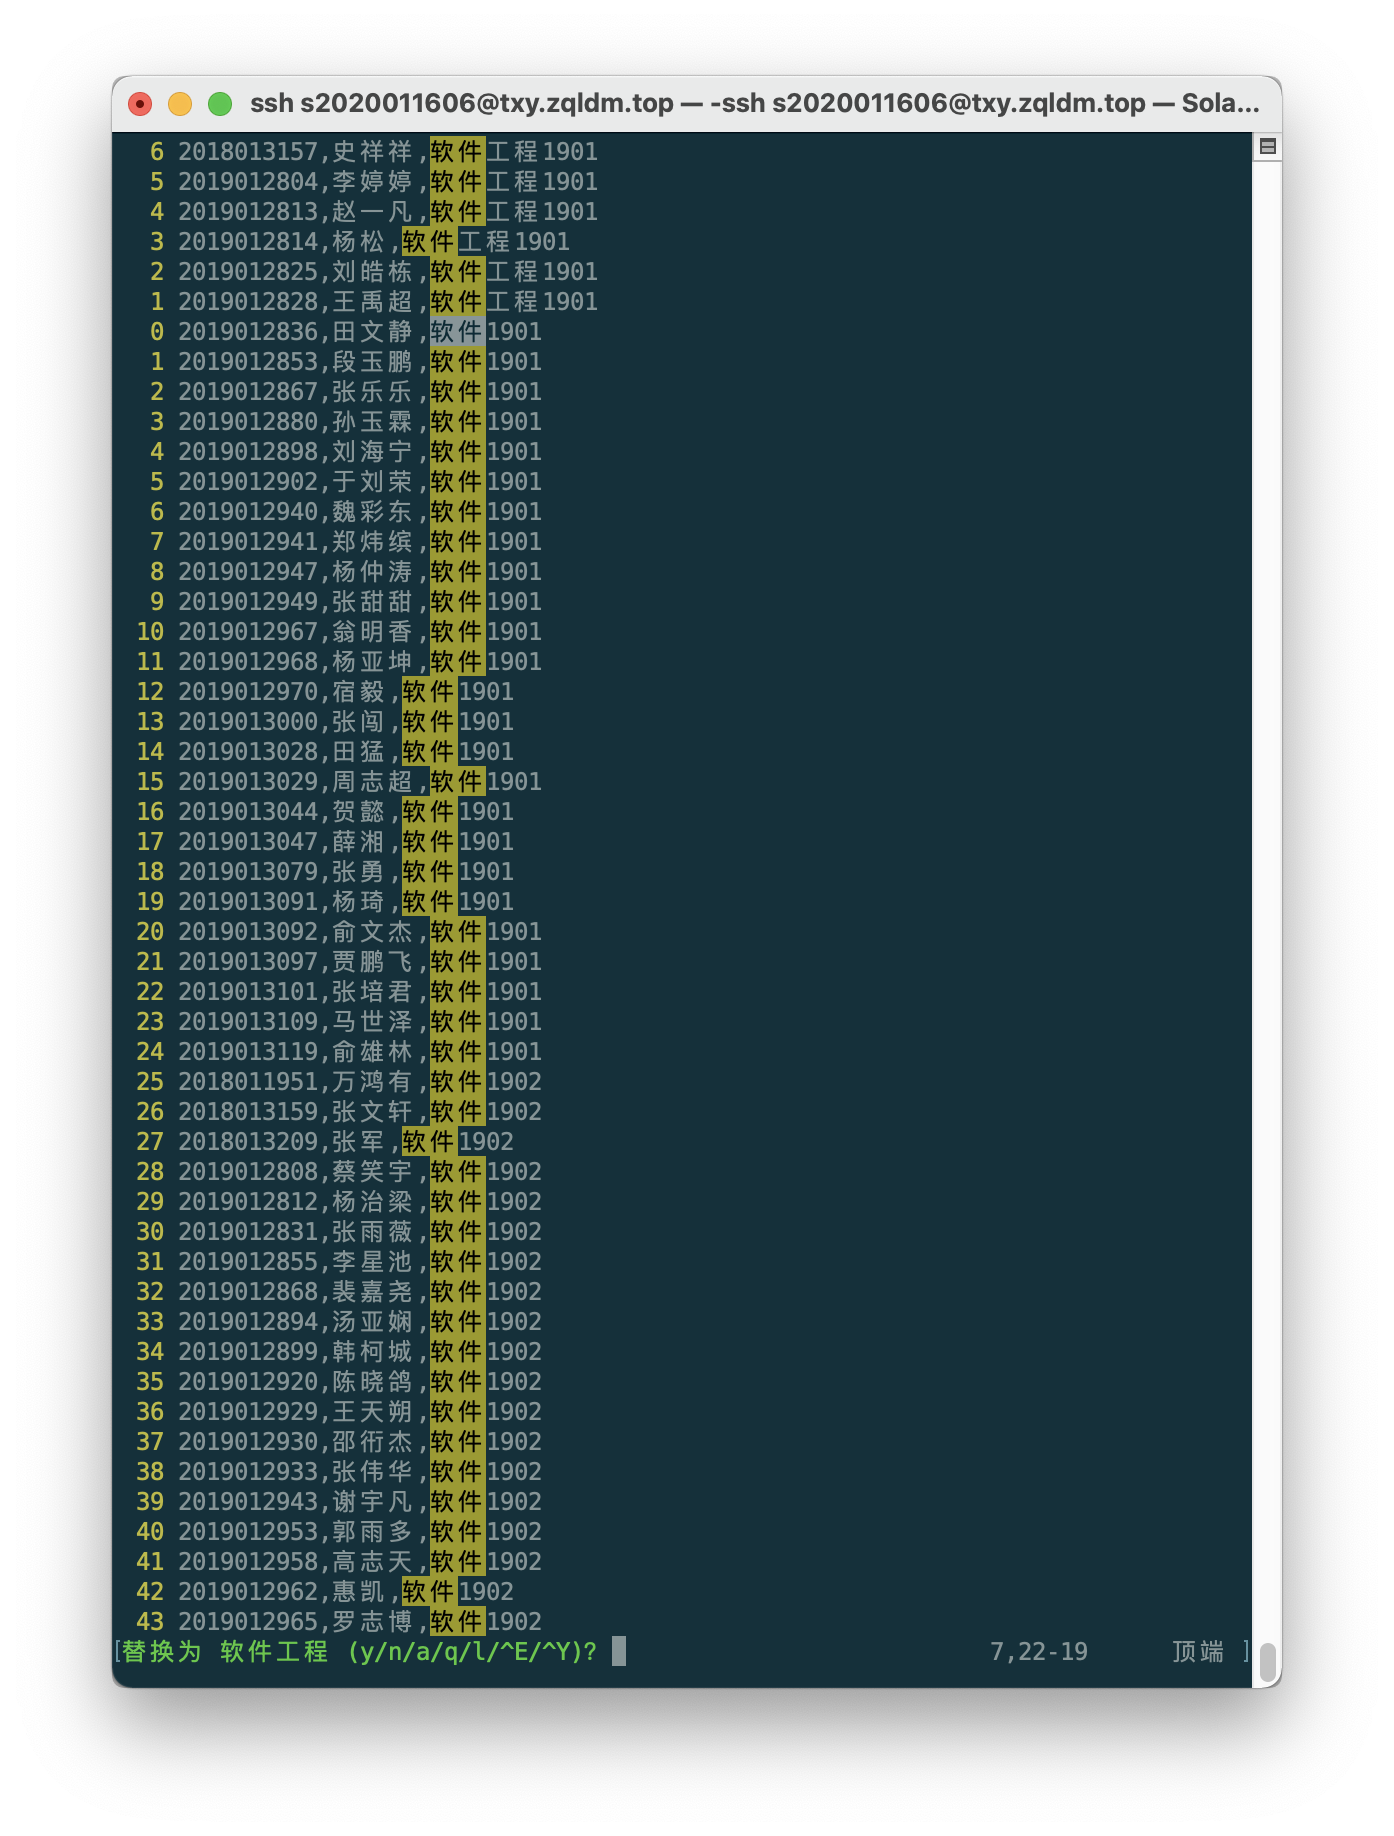 ssh s2020011606@txy.zqldm.top — -ssh s2020011606@txy.zqldm.top — Sola...
6 2018013157,史祥祥,软件工程1901
5 2019012804,李婷婷,软件工程1901
4 2019012813,赵一凡,软件工程1901
3 2019012814,杨松,软件工程1901
2 2019012825,刘皓栋,软件工程1901
1 2019012828,王禹超,软件工程1901
0 2019012836,田文静,软件1901
1 2019012853,段玉鹏,软件1901
2 2019012867,张乐乐,软件1901
3 2019012880,孙玉霖,软件1901
4 2019012898,刘海宁,软件1901
5 2019012902,于刘荣,软件1901
6 2019012940,魏彩东,软件1901
7 2019012941,郑炜缤,软件1901
8 2019012947,杨仲涛,软件1901
9 2019012949,张甜甜,软件1901
10 2019012967,翁明香,软件1901
11 2019012968,杨亚坤,软件1901
12 2019012970,宿毅,软件1901
13 2019013000,张闯,软件1901
14 2019013028,田猛,软件1901
15 2019013029,周志超,软件1901
16 2019013044,贺懿,软件1901
17 2019013047,薛湘,软件1901
18 2019013079,张勇,软件1901
19 2019013091,杨琦,软件1901
20 2019013092,俞文杰,软件1901
21 2019013097,贾鹏飞,软件1901
22 2019013101,张培君,软件1901
23 2019013109,马世泽,软件1901
24 2019013119,俞雄林,软件1901
25 2018011951,万鸿有,软件1902
26 2018013159,张文轩,软件1902
27 2018013209,张军,软件1902
28 2019012808,蔡笑宇,软件1902
29 2019012812,杨治梁,软件1902
30 2019012831,张雨薇,软件1902
31 2019012855,李星池,软件1902
32 2019012868,裴嘉尧,软件1902
33 2019012894,汤亚娴,软件1902
34 2019012899,韩柯城,软件1902
35 2019012920,陈晓鸽,软件1902
36 2019012929,王天朔,软件1902
37 2019012930,邵衎杰,软件1902
38 2019012933,张伟华,软件1902
39 2019012943,谢宇凡,软件1902
40 2019012953,郭雨多,软件1902
41 2019012958,高志天,软件1902
42 2019012962,惠凯,软件1902
43 2019012965,罗志博,软件1902
[替换为 软件工程 (y/n/a/q/l/^E/^Y)? 7,22-19 顶端 ]